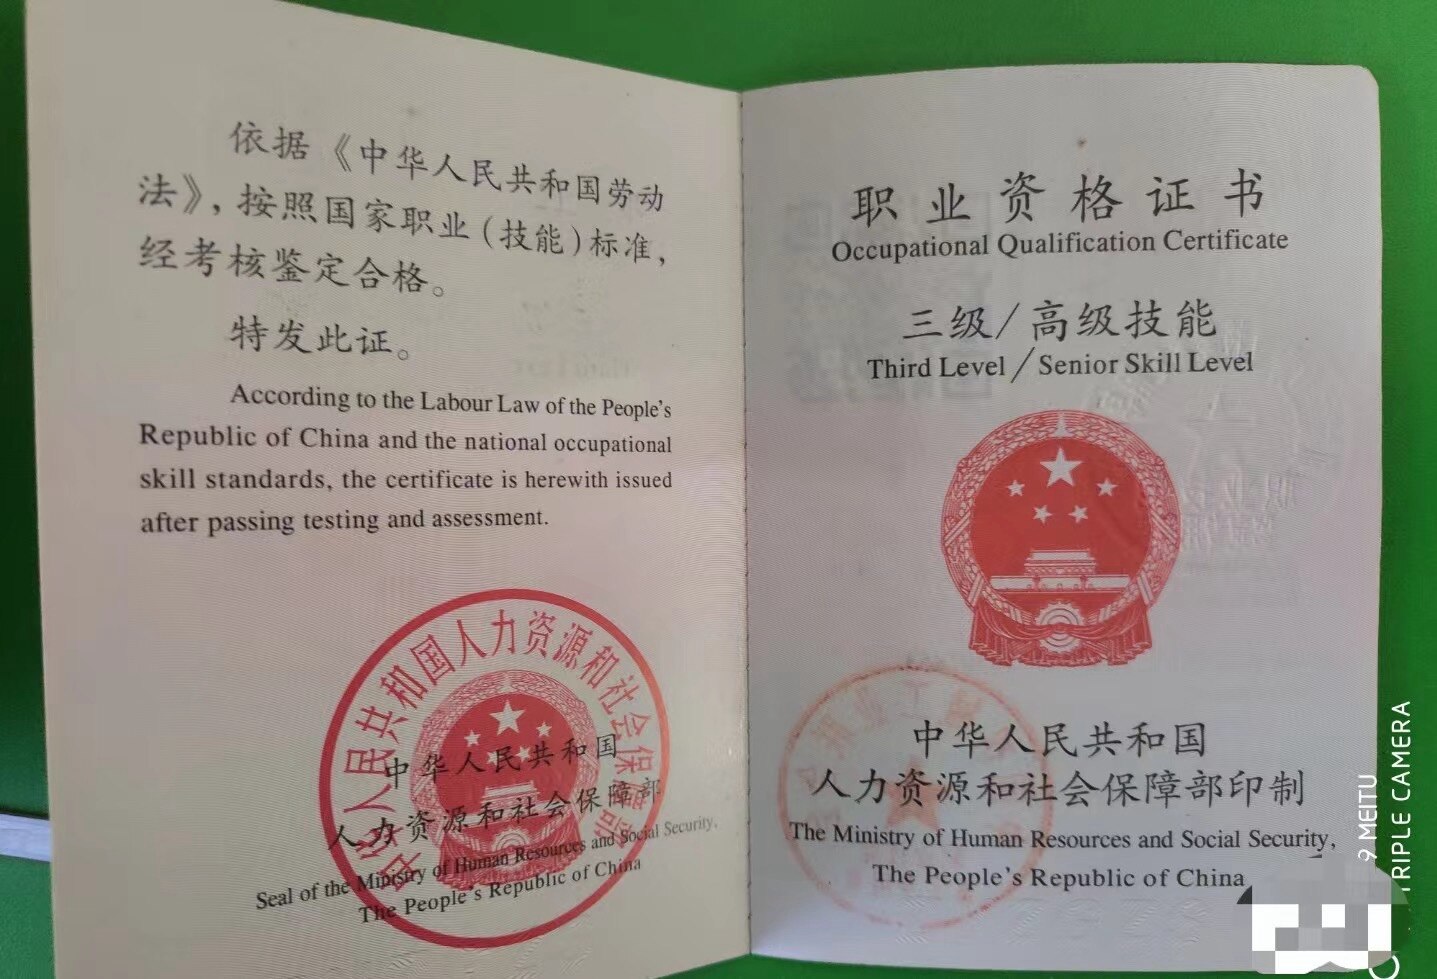 依据《中华人民共和国劳动
法》，按照国家职业（技能）标准，
经考核鉴定合格。
特发此证。
According to the Labour Law of the People's
Republic of China and the national occupational
skill standards, the certificate is herewith issued
after passing testing and assessment.
中华人民共和国人力资源和社会保障部
中华人民共和国
人力资源和社会保障部
Seal of the Ministry of Human Resources and Social Security,
The People's Republic of China
职业资格证书
Occupational Qualification Certificate
三级/高级技能
Third Level/Senior Skill Level
中华人民共和国
人力资源和社会保障部印制
The Ministry of Human Resources and Social Security,
The People's Republic of China
9 MEITU
TRIPLE CAMERA